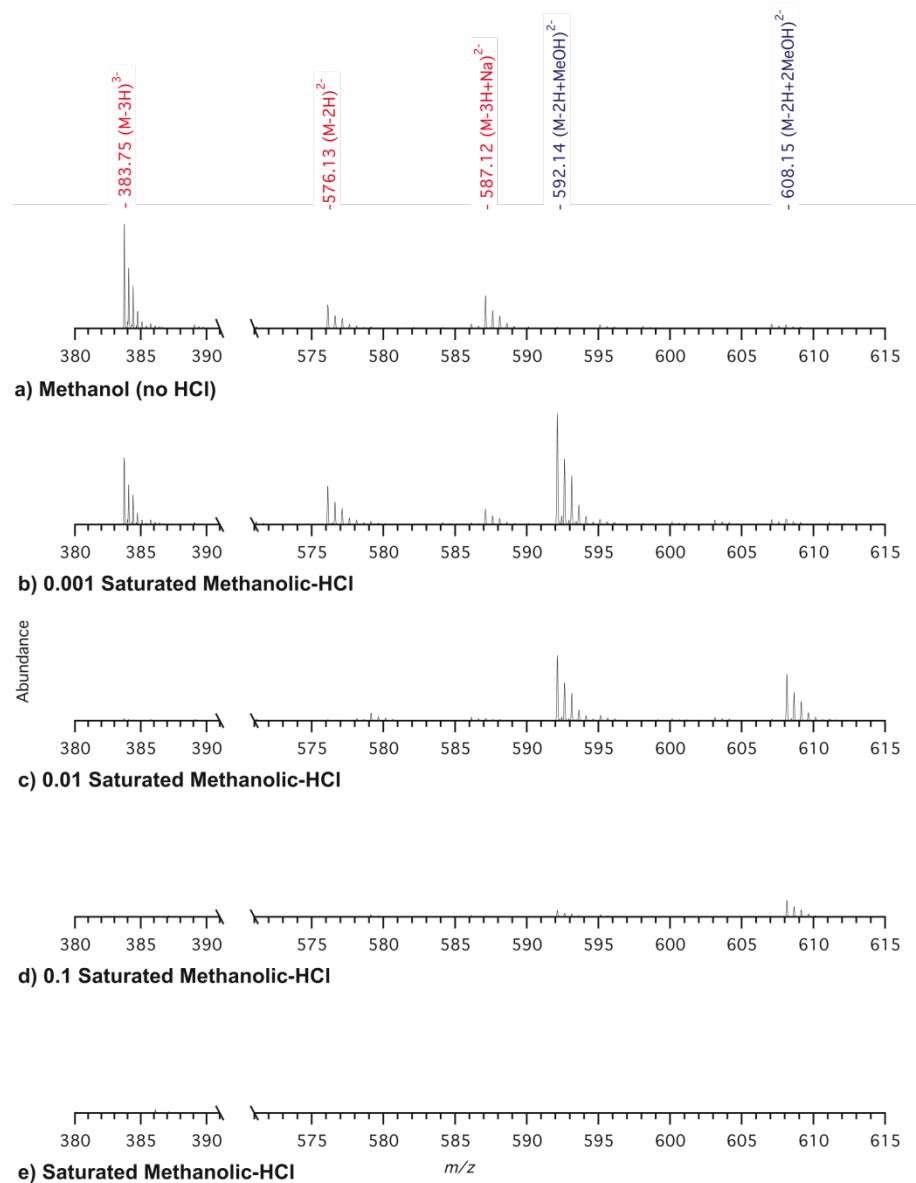 - 383.75 (M-3H)3-
-576.13 (M-2H)2-
- 587.12 (M-3H+Na)2-
- 592.14 (M-2H+MeOH)2-
- 608.15 (M-2H+2MeOH)2-
380 385 390 575 580 585 590 595 600 605 610 615
a) Methanol (no HCl)
380 385 390 575 580 585 590 595 600 605 610 615
b) 0.001 Saturated Methanolic-HCl
Abundance
380 385 390 575 580 585 590 595 600 605 610 615
c) 0.01 Saturated Methanolic-HCl
380 385 390 575 580 585 590 595 600 605 610 615
d) 0.1 Saturated Methanolic-HCl
380 385 390 575 580 585 590 595 600 605 610 615
e) Saturated Methanolic-HCl
m/z